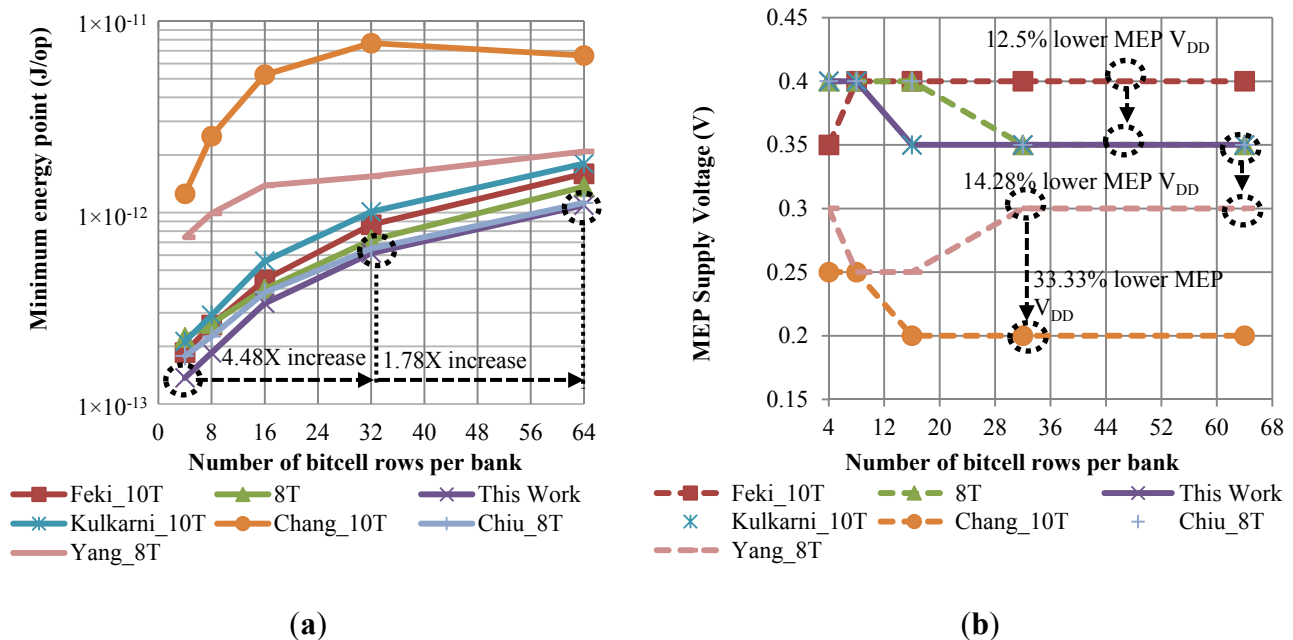 Minimum energy point (J/op)
1×10⁻¹¹
1×10⁻¹²
1×10⁻¹³
4.48X increase
1.78X increase
0 8 16 24 32 40 48 56 64
Number of bitcell rows per bank
Feki_10T 8T This Work
Kulkarni_10T Chang_10T Chiu_8T
Yang_8T
(a)
MEP Supply Voltage (V)
0.45
0.4
0.35
0.3
0.25
0.2
0.15
12.5% lower MEP V_DD
14.28% lower MEP V_DD
33.33% lower MEP
V_DD
4 12 20 28 36 44 52 60 68
Number of bitcell rows per bank
Feki_10T 8T This Work
Kulkarni_10T Chang_10T Chiu_8T
Yang_8T
(b)